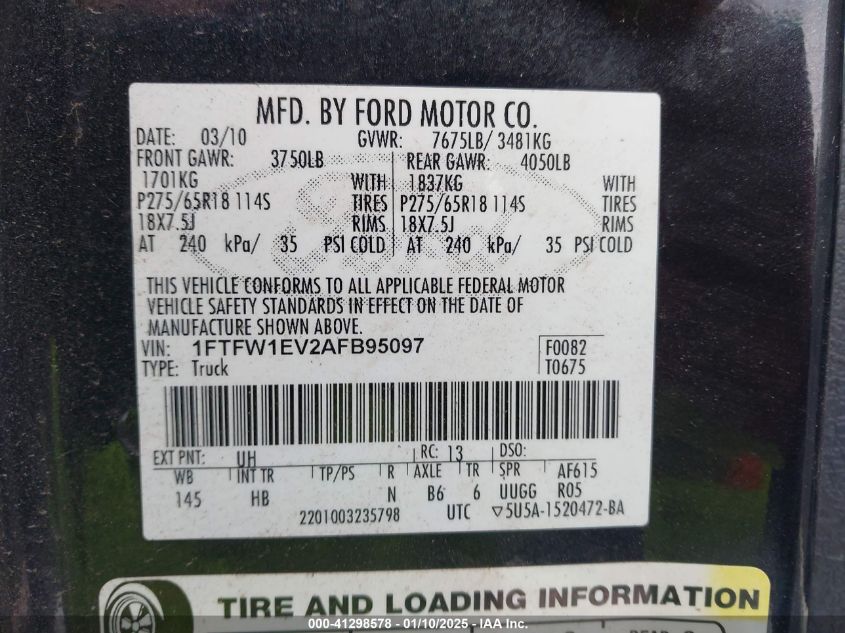 MFD. BY FORD MOTOR CO.
DATE: 03/10 GVWR: 7675LB/ 3481KG
FRONT GAWR: 3750LB REAR GAWR: 4050LB
1701KG WITH 1837KG WITH
P275/65R18 114S TIRES P275/65R18 114S TIRES
18X7.5J RIMS 18X7.5J RIMS
AT 240 kPa/ 35 PSI COLD AT 240 kPa/ 35 PSI COLD
THIS VEHICLE CONFORMS TO ALL APPLICABLE FEDERAL MOTOR
VEHICLE SAFETY STANDARDS IN EFFECT ON THE DATE OF
MANUFACTURE SHOWN ABOVE.
VIN: 1FTFW1EV2AFB95097 F0082
TYPE: Truck T0675
EXT PNT: UH RC: 13 DSO:
WB INT TR TP/PS R AXLE TR SPR AF615
145 HB N B6 6 UUGG R05
2201003235798 UTC ▽5U5A-1520472-BA
TIRE AND LOADING INFORMATION
000-41298578 - 01/10/2025 - IAA Inc.